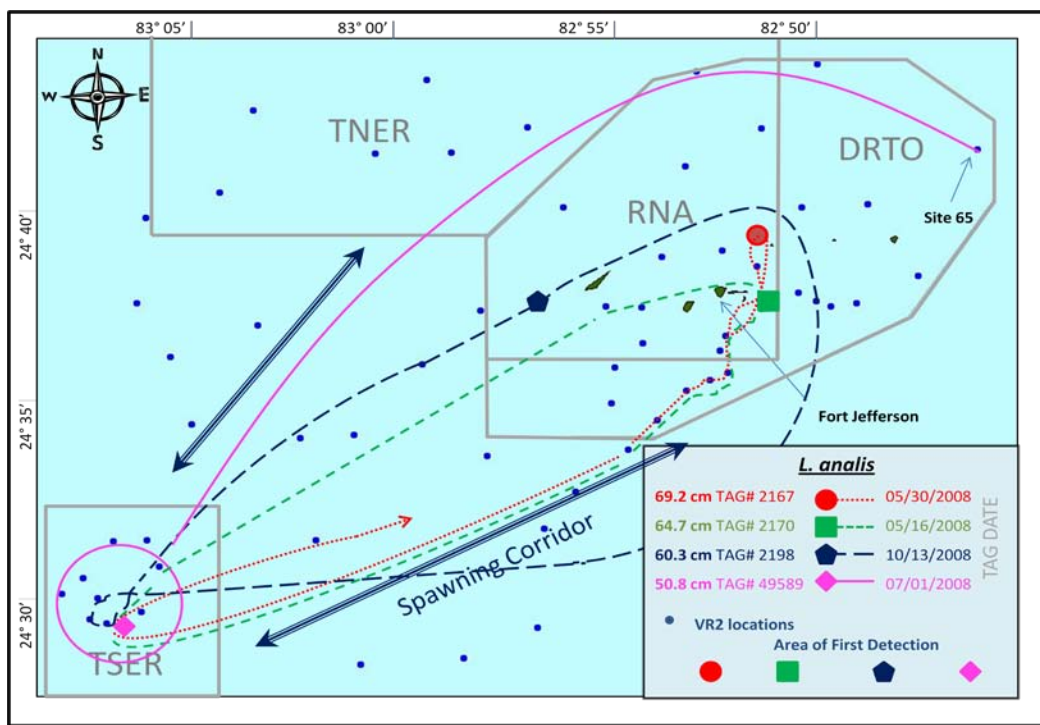 83° 05’ 83° 00’ 82° 55’ 82° 50’
N
W E
S
TNER
DRTO
RNA
Site 65
24° 40’
24° 35’
24° 30’
Fort Jefferson
Spawning Corridor
TSER
L. analis
69.2 cm TAG# 2167 05/30/2008
64.7 cm TAG# 2170 05/16/2008
60.3 cm TAG# 2198 10/13/2008
50.8 cm TAG# 49589 07/01/2008
TAG DATE
VR2 locations
Area of First Detection